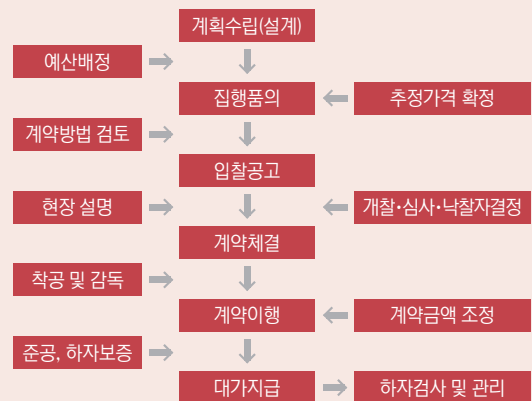 계획수립(설계)
예산배정
집행품의
추정가격 확정
계약방법 검토
입찰공고
현장 설명
개찰·심사·낙찰자결정
계약체결
착공 및 감독
계약이행
계약금액 조정
준공, 하자보증
대가지급
하자검사 및 관리